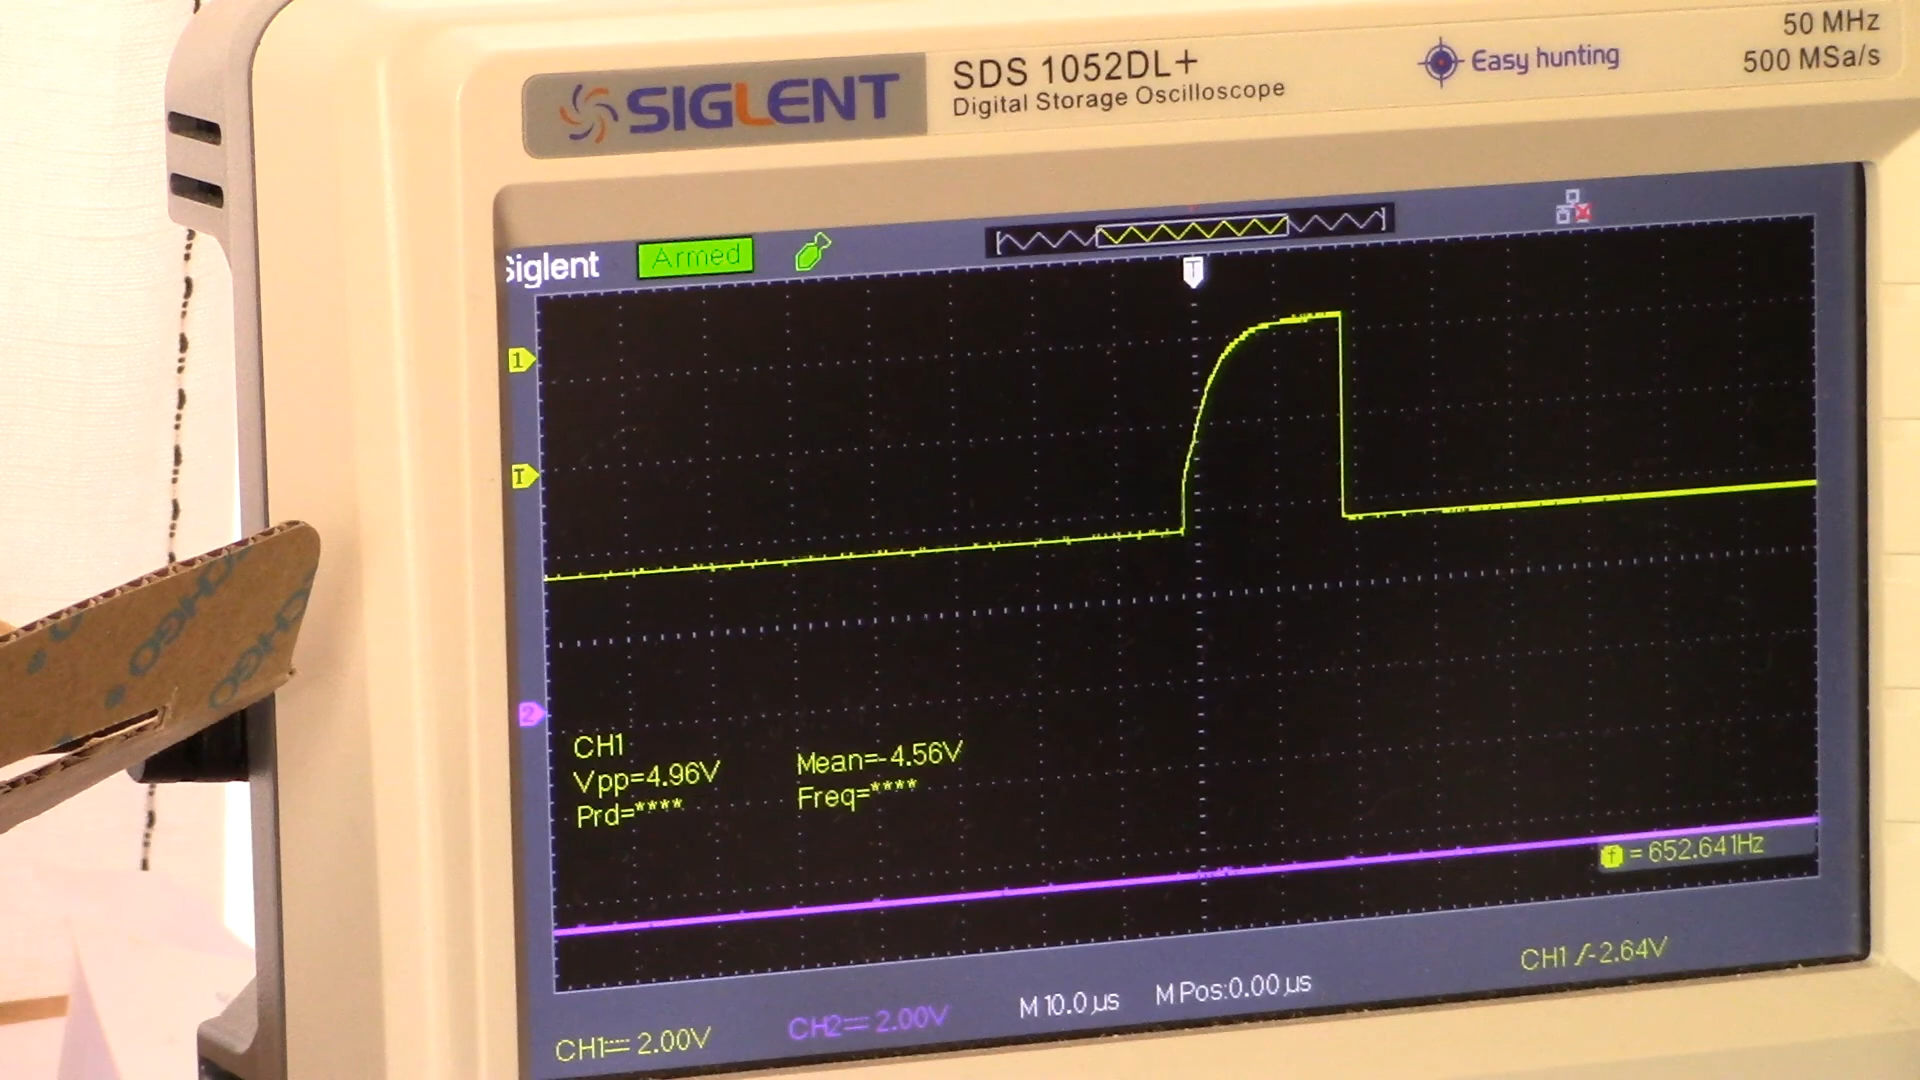 SIGLENT
SDS 1052DL+
Digital Storage Oscilloscope
Easy hunting
50 MHz
500 MSa/s
Siglent
Armed
T
1
T
2
CH1
Vpp=4.96V
Mean=-4.56V
Prd=****
Freq=****
f = 652.641Hz
CH1 2.00V
CH2 2.00V
M 10.0µs
M Pos:0.00µs
CH1 /-2.64V
CHGO
CHGO